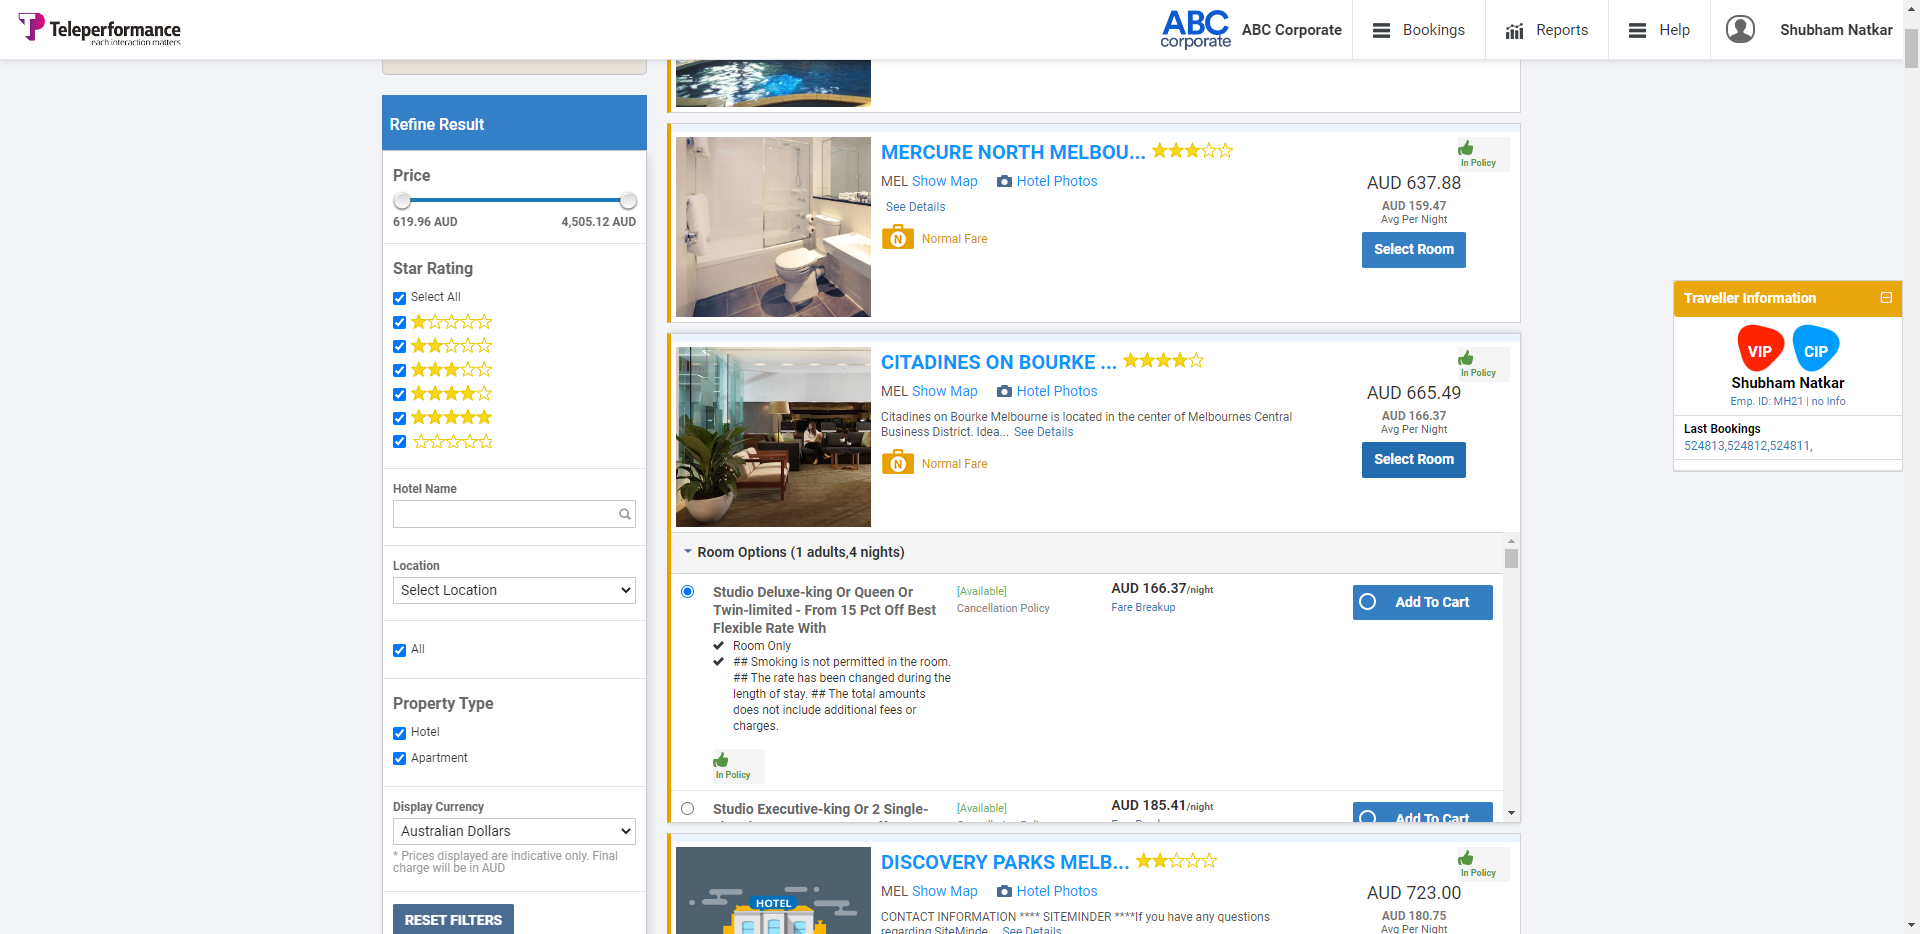 Teleperformance
each interaction matters
ABC
corporate
ABC Corporate
Bookings
Reports
Help
Shubham Natkar
Refine Result
Price
619.96 AUD
4,505.12 AUD
Star Rating
Select All
Hotel Name
Location
Select Location
All
Property Type
Hotel
Apartment
Display Currency
Australian Dollars
* Prices displayed are indicative only. Final
charge will be in AUD
RESET FILTERS
MERCURE NORTH MELBOU...
MEL Show Map Hotel Photos
See Details
N Normal Fare
In Policy
AUD 637.88
AUD 159.47
Avg Per Night
Select Room
CITADINES ON BOURKE ...
MEL Show Map Hotel Photos
Citadines on Bourke Melbourne is located in the center of Melbournes Central
Business District. Idea... See Details
N Normal Fare
In Policy
AUD 665.49
AUD 166.37
Avg Per Night
Select Room
Room Options (1 adults,4 nights)
Studio Deluxe-king Or Queen Or
Twin-limited - From 15 Pct Off Best
Flexible Rate With
Room Only
## Smoking is not permitted in the room.
## The rate has been changed during the
length of stay. ## The total amounts
does not include additional fees or
charges.
In Policy
[Available]
Cancellation Policy
AUD 166.37/night
Fare Breakup
Add To Cart
Studio Executive-king Or 2 Single-
[Available]
AUD 185.41/night
Add To Cart
DISCOVERY PARKS MELB...
MEL Show Map Hotel Photos
CONTACT INFORMATION **** SITEMINDER ****If you have any questions
regarding SiteMinde... See Details
HOTEL
In Policy
AUD 723.00
AUD 180.75
Avg Per Night
Traveller Information
VIP
CIP
Shubham Natkar
Emp. ID: MH21 | no Info
Last Bookings
524813,524812,524811,